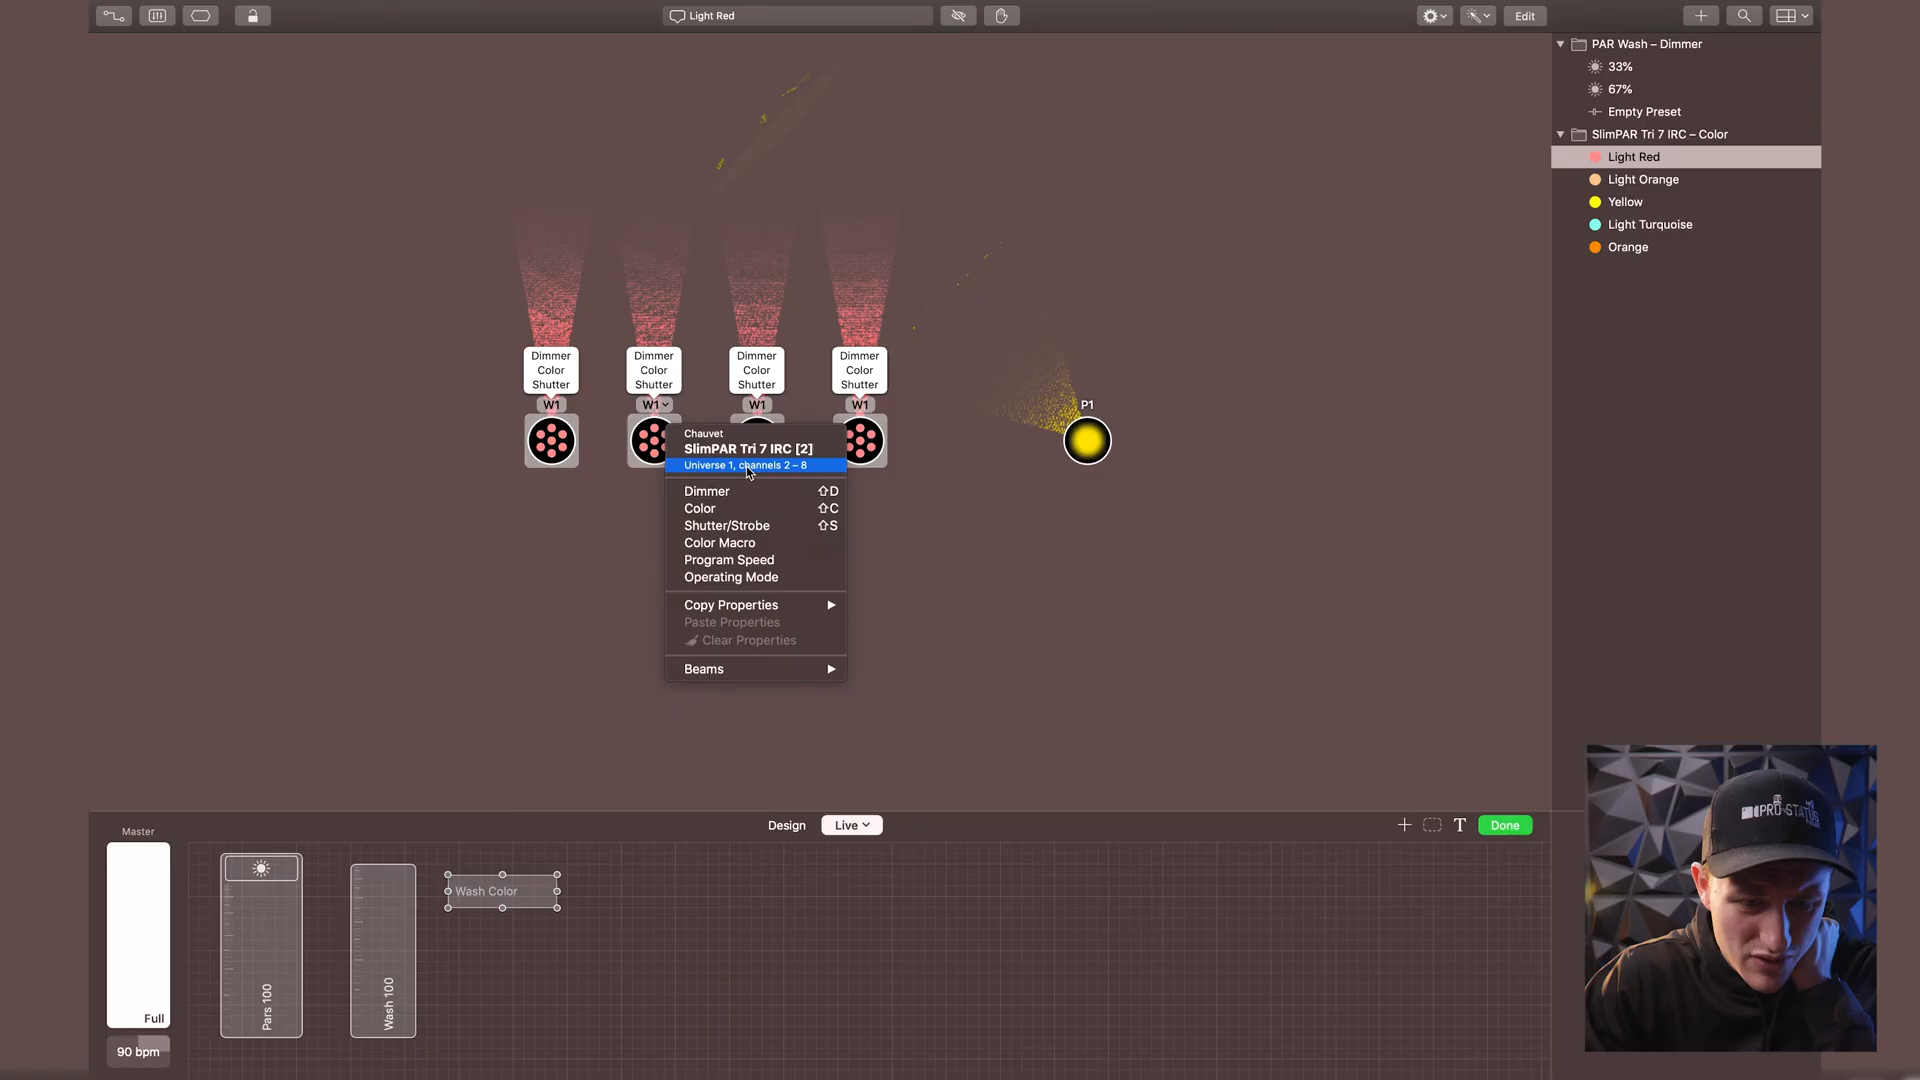 Light Red
Edit
PAR Wash – Dimmer
33%
67%
Empty Preset
SlimPAR Tri 7 IRC – Color
Light Red
Light Orange
Yellow
Light Turquoise
Orange
Dimmer
Color
Shutter
Dimmer
Color
Shutter
Dimmer
Color
Shutter
Dimmer
Color
Shutter
W1
W1
W1
W1
P1
Chauvet
SlimPAR Tri 7 IRC [2]
Universe 1, channels 2 – 8
Dimmer ⇧D
Color ⇧C
Shutter/Strobe ⇧S
Color Macro
Program Speed
Operating Mode
Copy Properties
Paste Properties
Clear Properties
Beams
Master
Design
Live
T
Done
Full
90 bpm
Pars 100
Wash 100
Wash Color
PRO STATUS